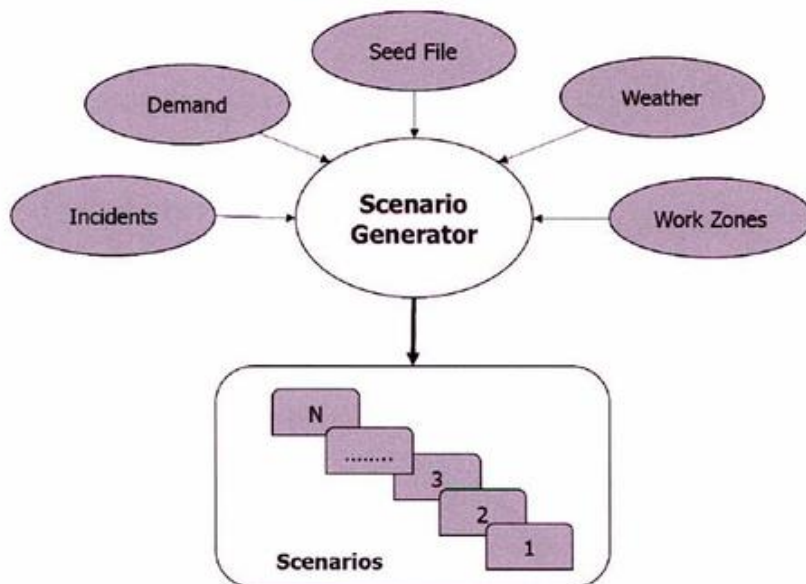 Seed File
Demand
Weather
Incidents
Scenario
Generator
Work Zones
N
........
3
2
1
Scenarios